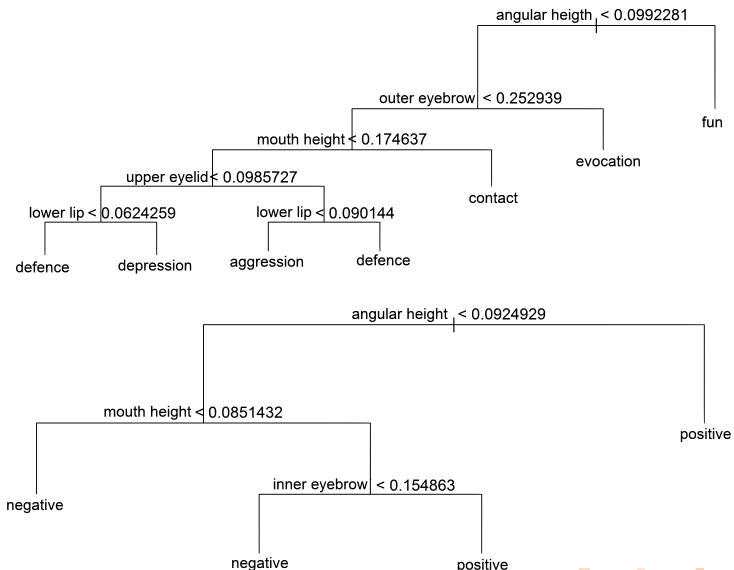 angular heigth < 0.0992281
outer eyebrow < 0.252939
fun
mouth height < 0.174637
evocation
upper eyelid < 0.0985727
contact
lower lip < 0.0624259 lower lip < 0.090144
defence depression aggression defence
angular height < 0.0924929
mouth height < 0.0851432
positive
inner eyebrow < 0.154863
negative
negative positive